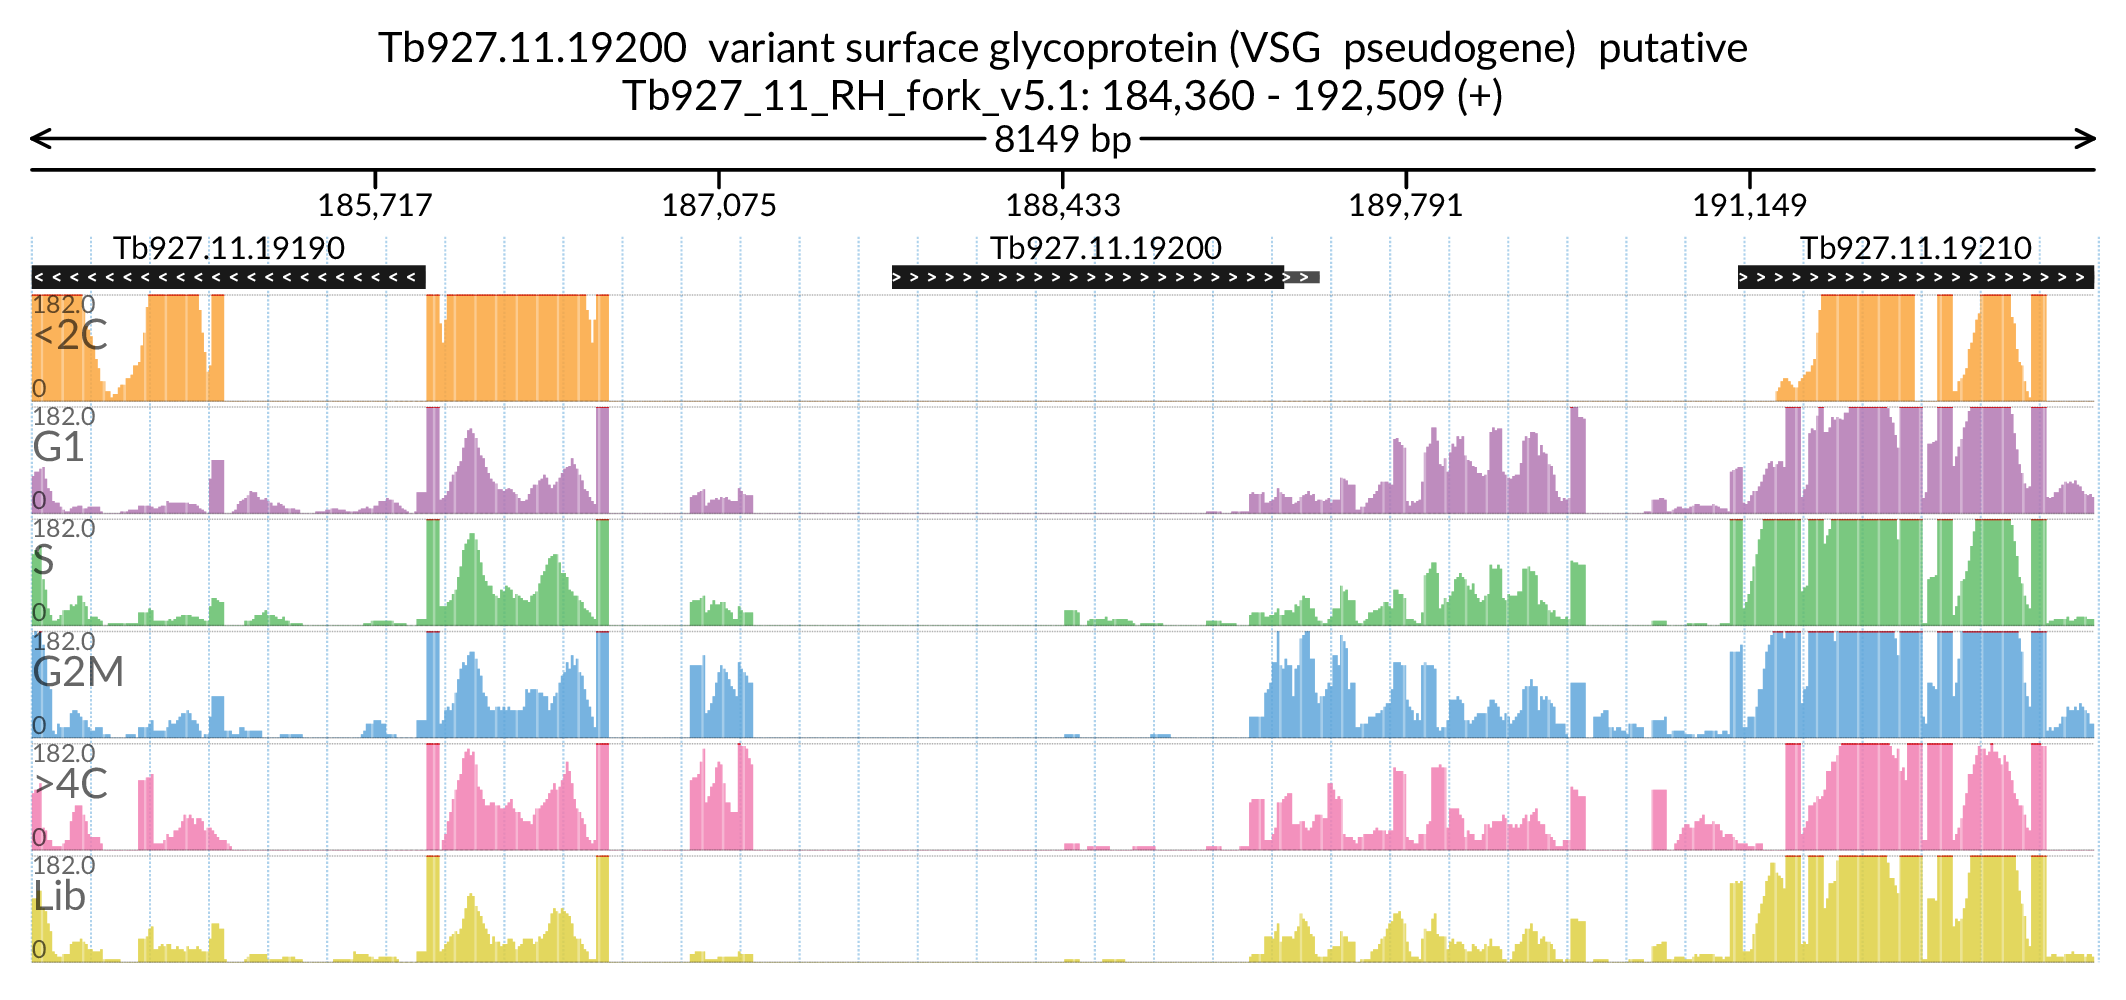 Tb927.11.19200  variant surface glycoprotein (VSG  pseudogene)  putative
Tb927_11_RH_fork_v5.1: 184,360 - 192,509 (+)
8149 bp
185,717 187,075 188,433 189,791 191,149
Tb927.11.19190 Tb927.11.19200 Tb927.11.19210
182.0
<2C
0
182.0
G1
0
182.0
S
0
182.0
G2M
0
182.0
>4C
0
182.0
Lib
0